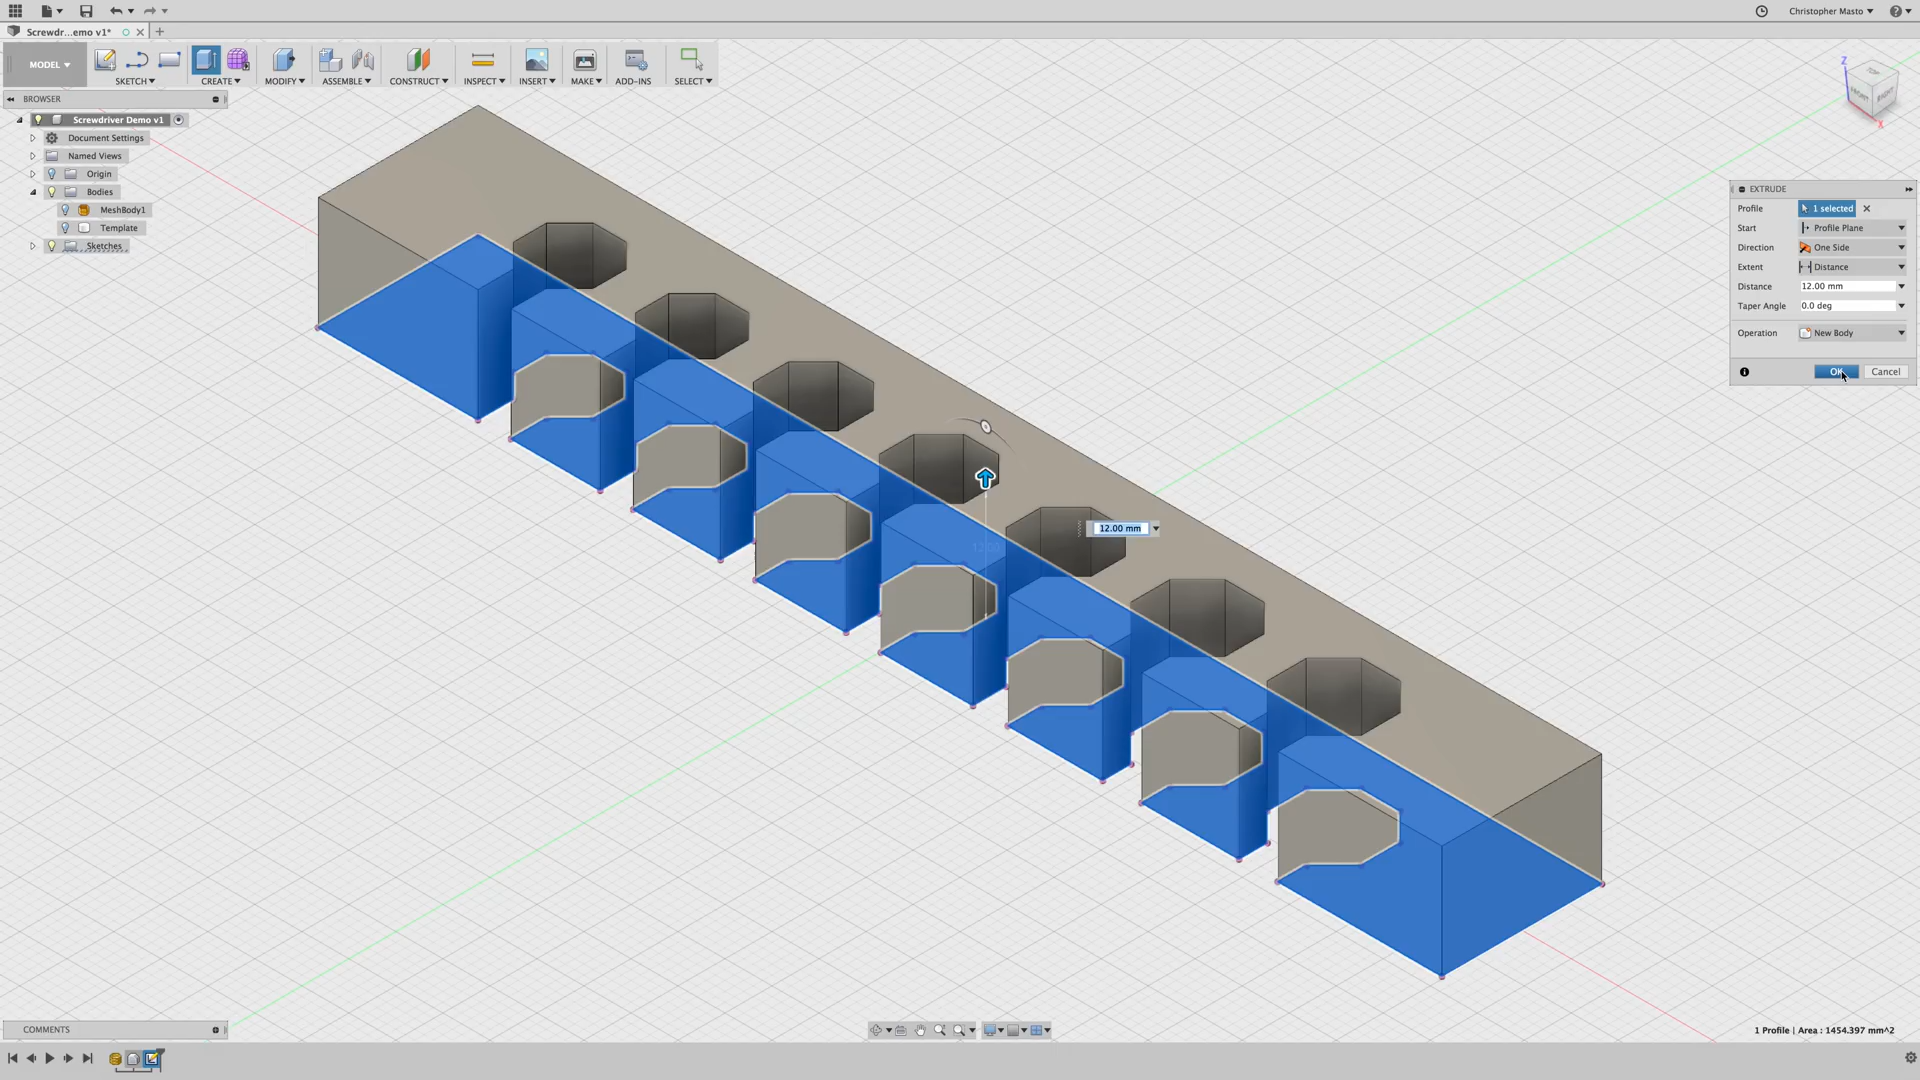 Christopher Masto
Screwdr...emo v1*
MODEL
SKETCH
CREATE
MODIFY
ASSEMBLE
CONSTRUCT
INSPECT
INSERT
MAKE
ADD-INS
SELECT
BROWSER
Screwdriver Demo v1
Document Settings
Named Views
Origin
Bodies
MeshBody1
Template
Sketches
Z
TOP
FRONT
RIGHT
X
EXTRUDE
Profile 1 selected
Start Profile Plane
Direction One Side
Extent Distance
Distance 12.00 mm
Taper Angle 0.0 deg
Operation New Body
OK Cancel
12.00 mm
COMMENTS
1 Profile | Area : 1454.397 mm^2